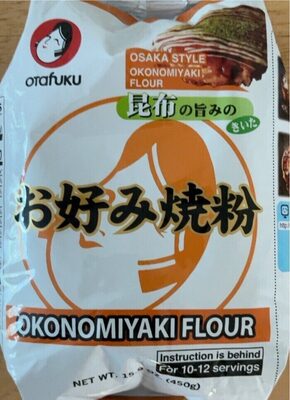 OTAFUKU
OSAKA STYLE
OKONOMIYAKI
FLOUR
昆布の旨みの
きいた
お好み焼粉
OKONOMIYAKI FLOUR
Instruction is behind
For 10-12 servings
NET WT. (450g)